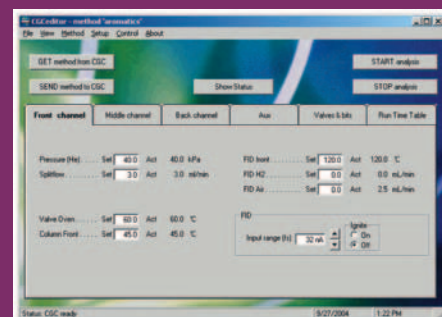 CGCeditor - method "aromatics"
File View Method Setup Control About
GET method from CGC START analysis
SEND method to CGC Show Status STOP analysis
Front channel Middle channel Back channel Aux Valves & bits Run Time Table
Pressure (He) ..... Set 40.0 Act 40.0 kPa FID front ..... Set 120.0 Act 120.0 °C
Splitflow ..... Set 3.0 Act 3.0 ml/min FID H2 ..... Set 0.0 Act 0.0 mL/min
FID Air ..... Set 0.0 Act 2.5 mL/min
Valve Oven ..... Set 60.0 Act 60.0 °C FID
Column Front ..... Set 45.0 Act 45.0 °C Input range (fs) 32 nA Ignite On Off
Status: CGC ready 9/27/2004 1:22 PM